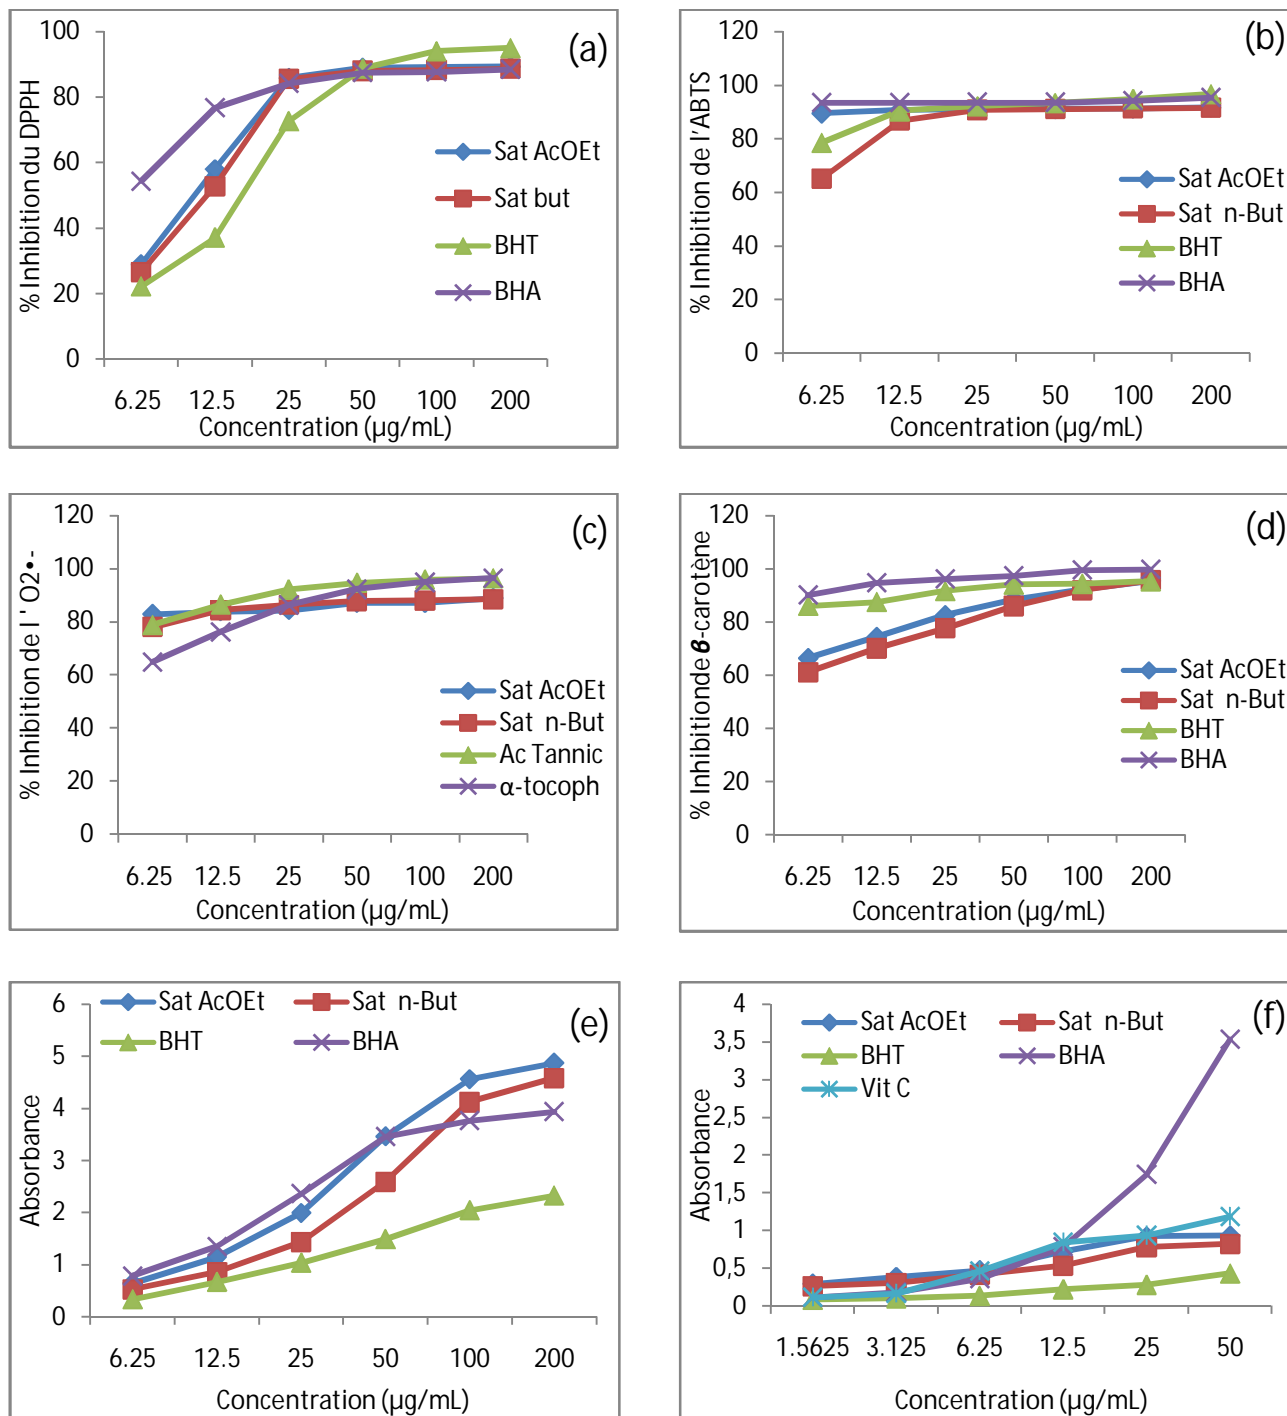 (a)
% Inhibition du DPPH
100
80
60
40
20
0
Sat AcOEt
Sat but
BHT
BHA
6.25 12.5 25 50 100 200
Concentration (µg/mL)
(b)
% Inhibition de l'ABTS
120
100
80
60
40
20
0
Sat AcOEt
Sat n-But
BHT
BHA
6.25 12.5 25 50 100 200
Concentration (µg/mL)
(c)
% Inhibition de l ' O2•-
120
100
80
60
40
20
0
Sat AcOEt
Sat n-But
Ac Tannic
α-tocoph
6.25 12.5 25 50 100 200
Concentration (µg/mL)
(d)
% Inhibitionde β-carotène
120
100
80
60
40
20
0
Sat AcOEt
Sat n-But
BHT
BHA
6.25 12.5 25 50 100 200
Concentration (µg/mL)
(e)
Absorbance
6
5
4
3
2
1
0
Sat AcOEt Sat n-But
BHT BHA
6.25 12.5 25 50 100 200
Concentration (µg/mL)
(f)
Absorbance
4
3,5
3
2,5
2
1,5
1
0,5
0
Sat AcOEt Sat n-But
BHT BHA
Vit C
1.5625 3.125 6.25 12.5 25 50
Concentration (µg/mL)